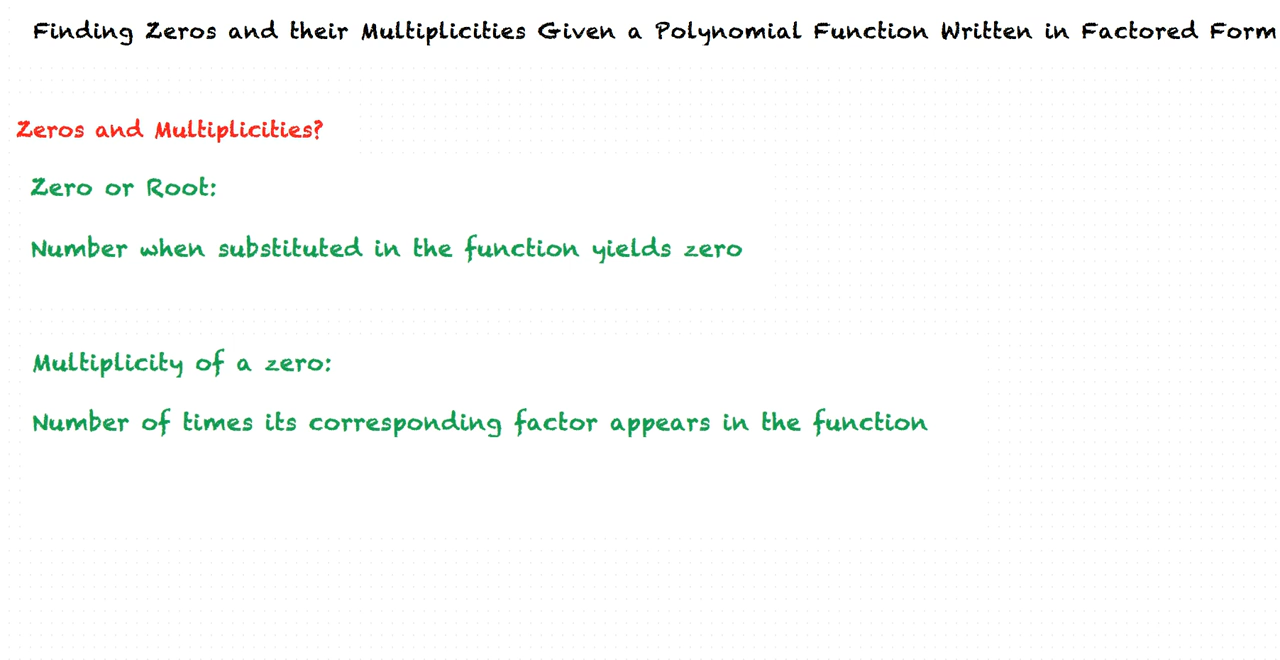 Finding Zeros and their Multiplicities Given a Polynomial Function Written in Factored Form
Zeros and Multiplicities?
Zero or Root:
Number when substituted in the function yields zero
Multiplicity of a zero:
Number of times its corresponding factor appears in the function